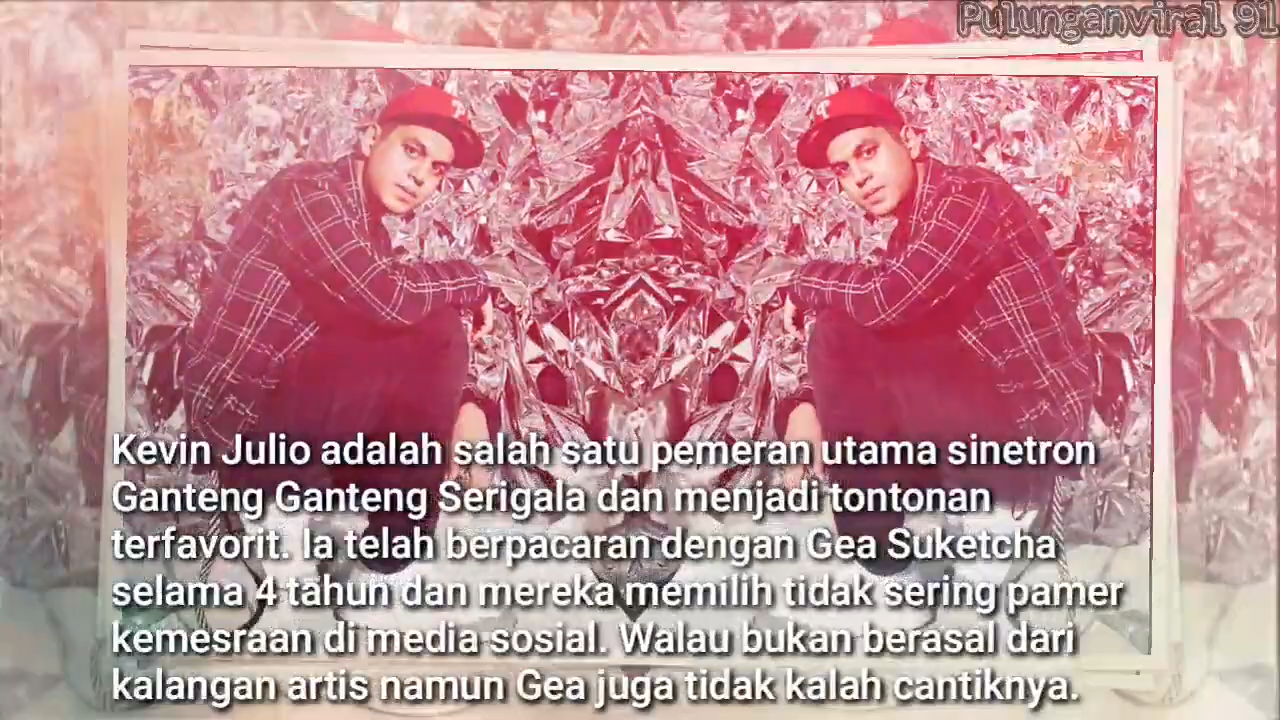 Pulunganviral 91
Kevin Julio adalah salah satu pemeran utama sinetron
Ganteng Ganteng Serigala dan menjadi tontonan
terfavorit. Ia telah berpacaran dengan Gea Suketcha
selama 4 tahun dan mereka memilih tidak sering pamer
kemesraan di media sosial. Walau bukan berasal dari
kalangan artis namun Gea juga tidak kalah cantiknya.